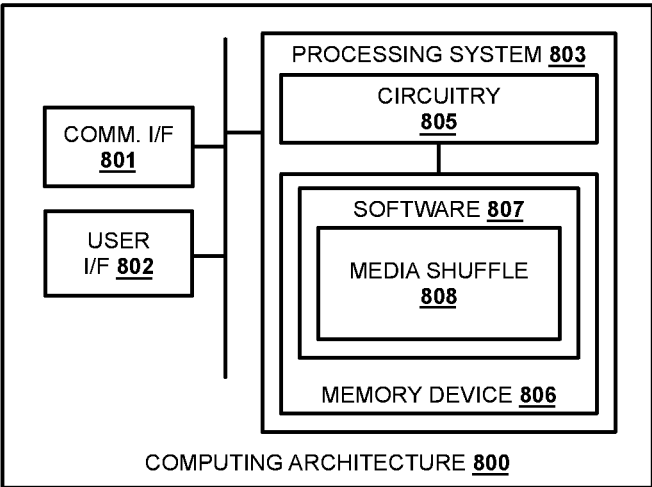 PROCESSING SYSTEM 803
CIRCUITRY
805
COMM. I/F
801
USER
I/F 802
SOFTWARE 807
MEDIA SHUFFLE
808
MEMORY DEVICE 806
COMPUTING ARCHITECTURE 800